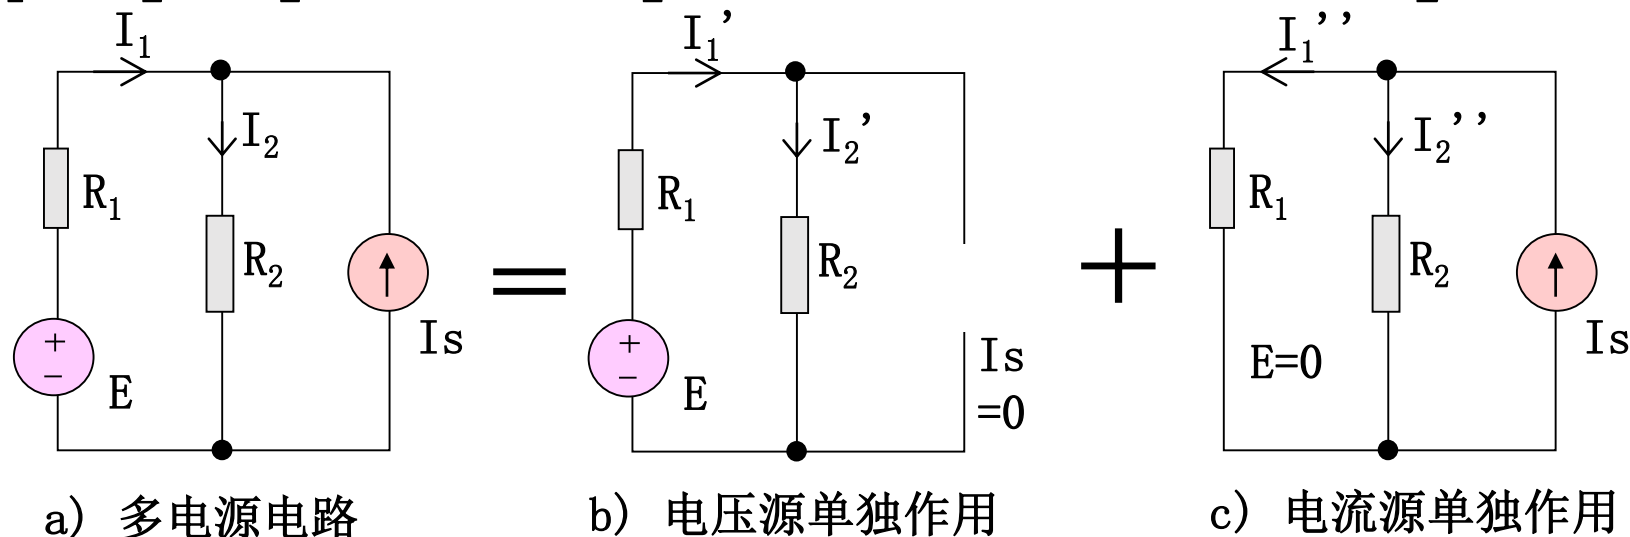 I1
I2
R1
R2
+
−
E
Is
=
I1'
I2'
R1
R2
+
−
E
Is
=0
+
I1''
I2''
R1
R2
E=0
Is
a) 多电源电路
b) 电压源单独作用
c) 电流源单独作用